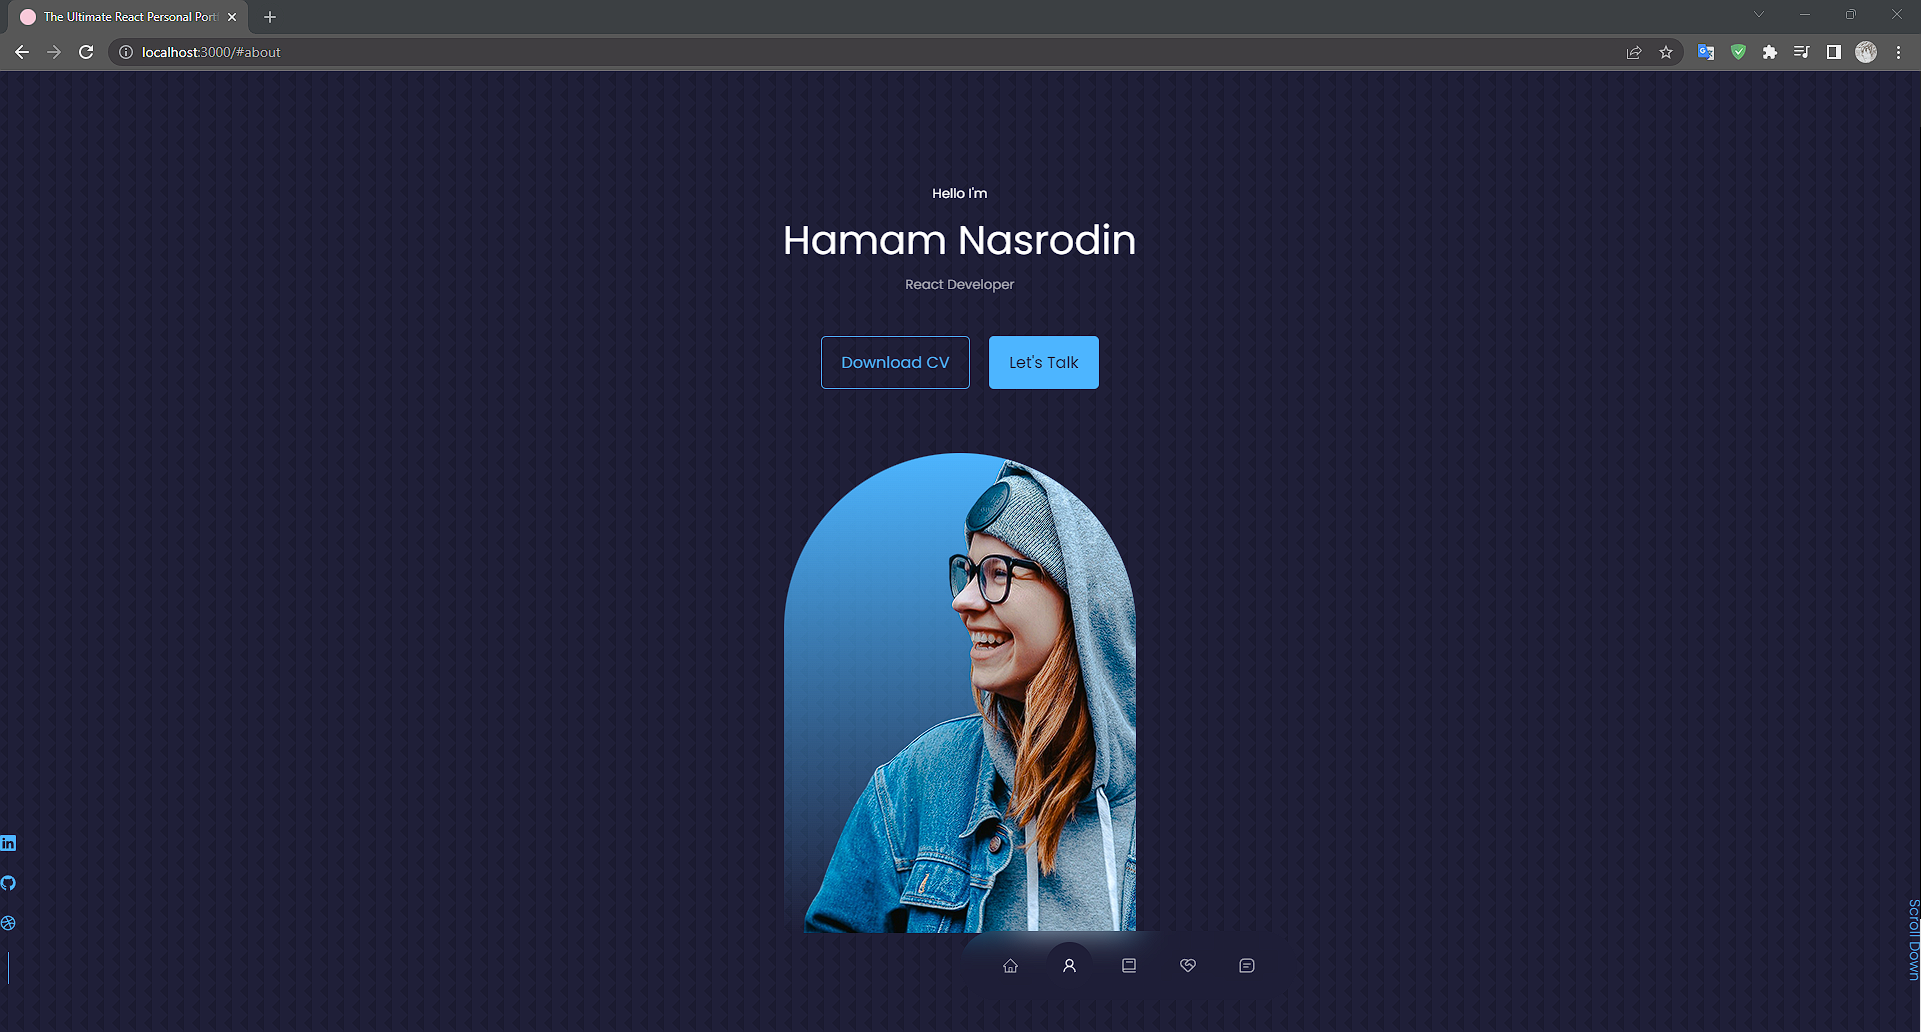 The Ultimate React Personal Port
localhost:3000/#about
Hello I'm
Hamam Nasrodin
React Developer
Download CV
Let's Talk
in
Scroll Down